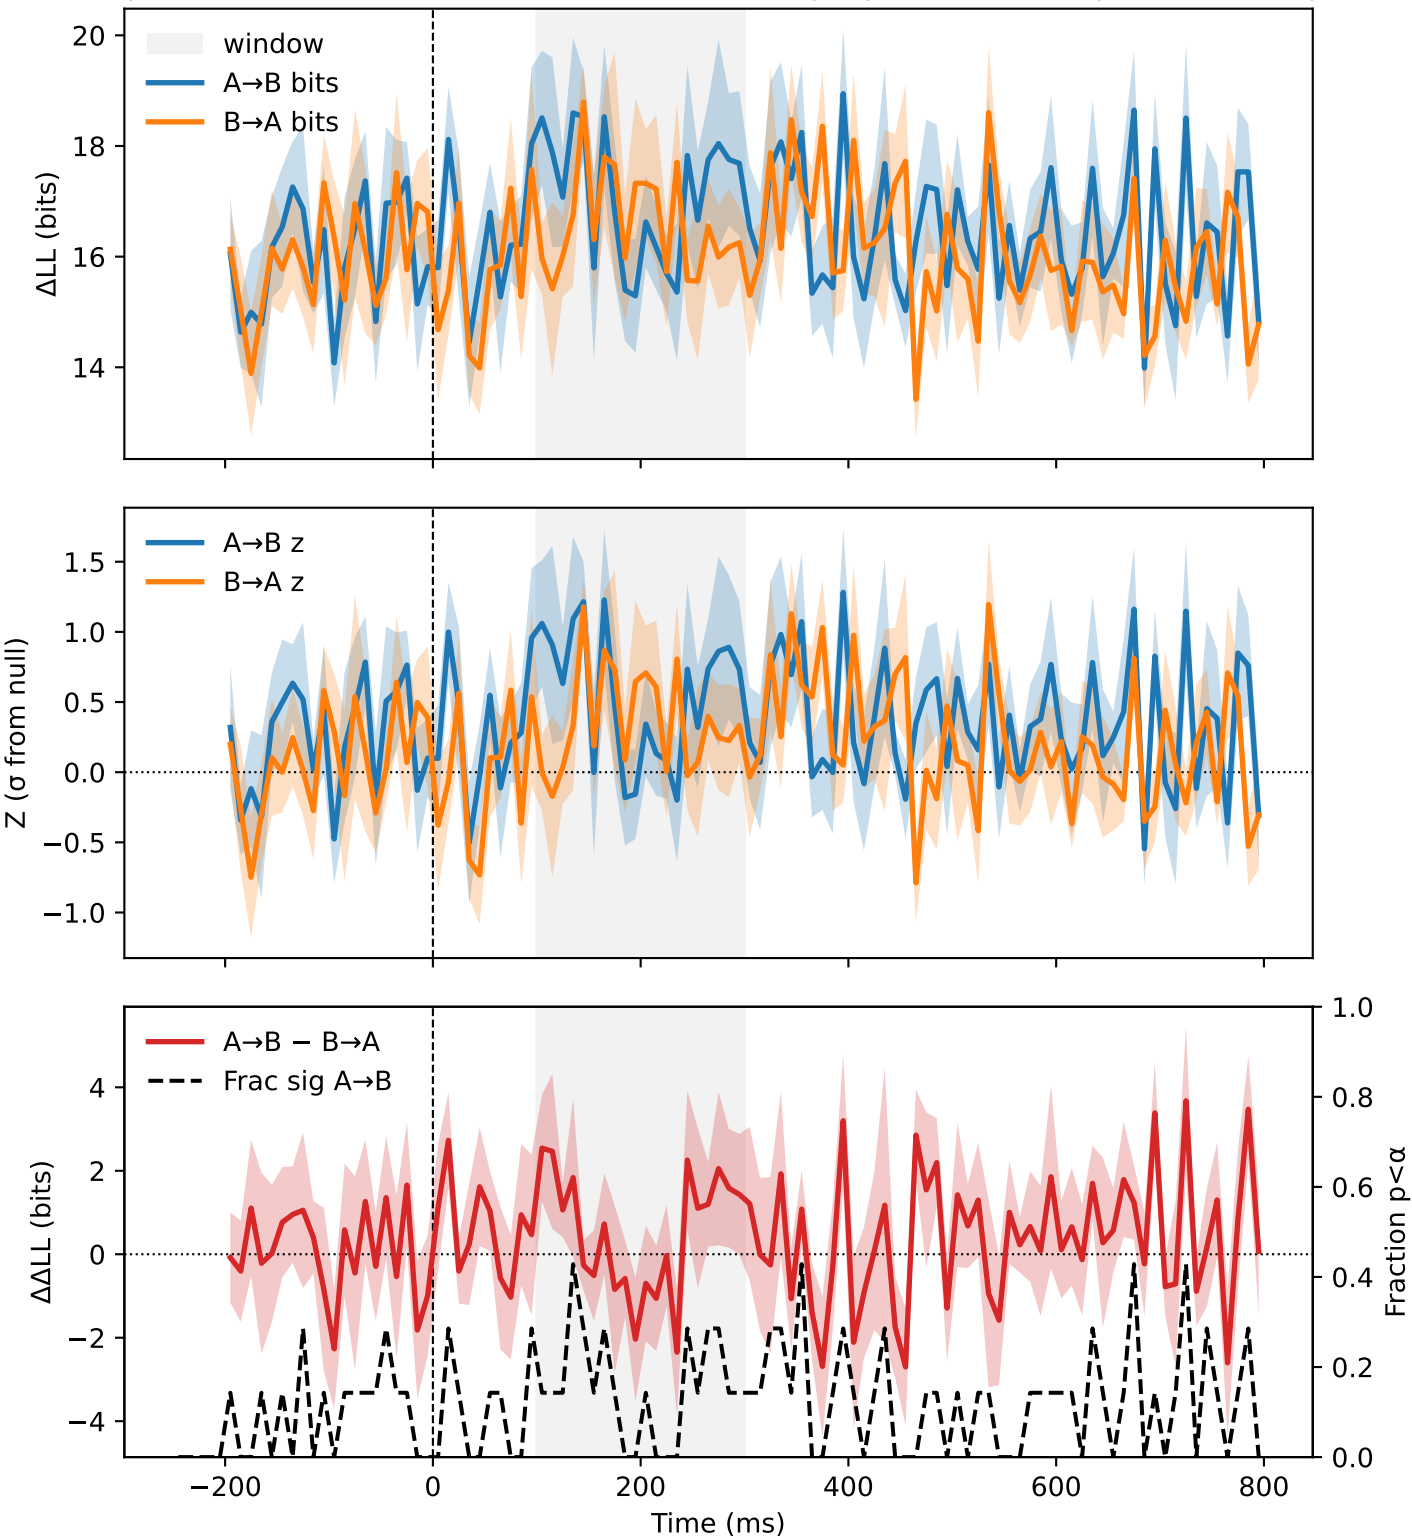 window
A→B bits
B→A bits
ΔLL (bits)
20
18
16
14
A→B z
B→A z
Z (σ from null)
1.5
1.0
0.5
0.0
−0.5
−1.0
A→B − B→A
Frac sig A→B
ΔΔLL (bits)
4
2
0
−2
−4
1.0
0.8
0.6
0.4
0.2
0.0
Fraction p<α
−200 0 200 400 600 800
Time (ms)